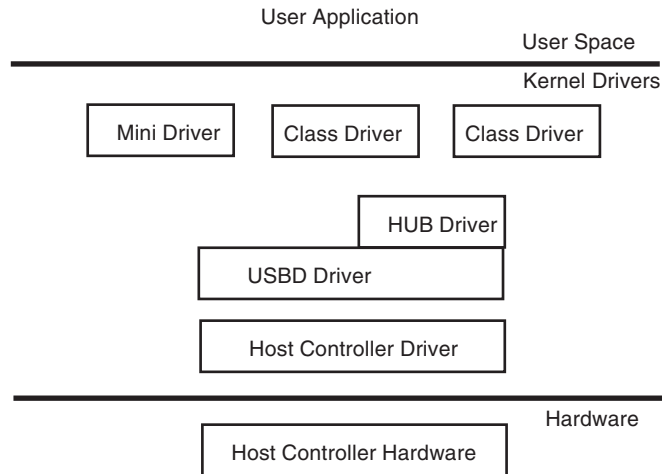 User Application
User Space
Kernel Drivers
Mini Driver
Class Driver
Class Driver
HUB Driver
USBD Driver
Host Controller Driver
Hardware
Host Controller Hardware